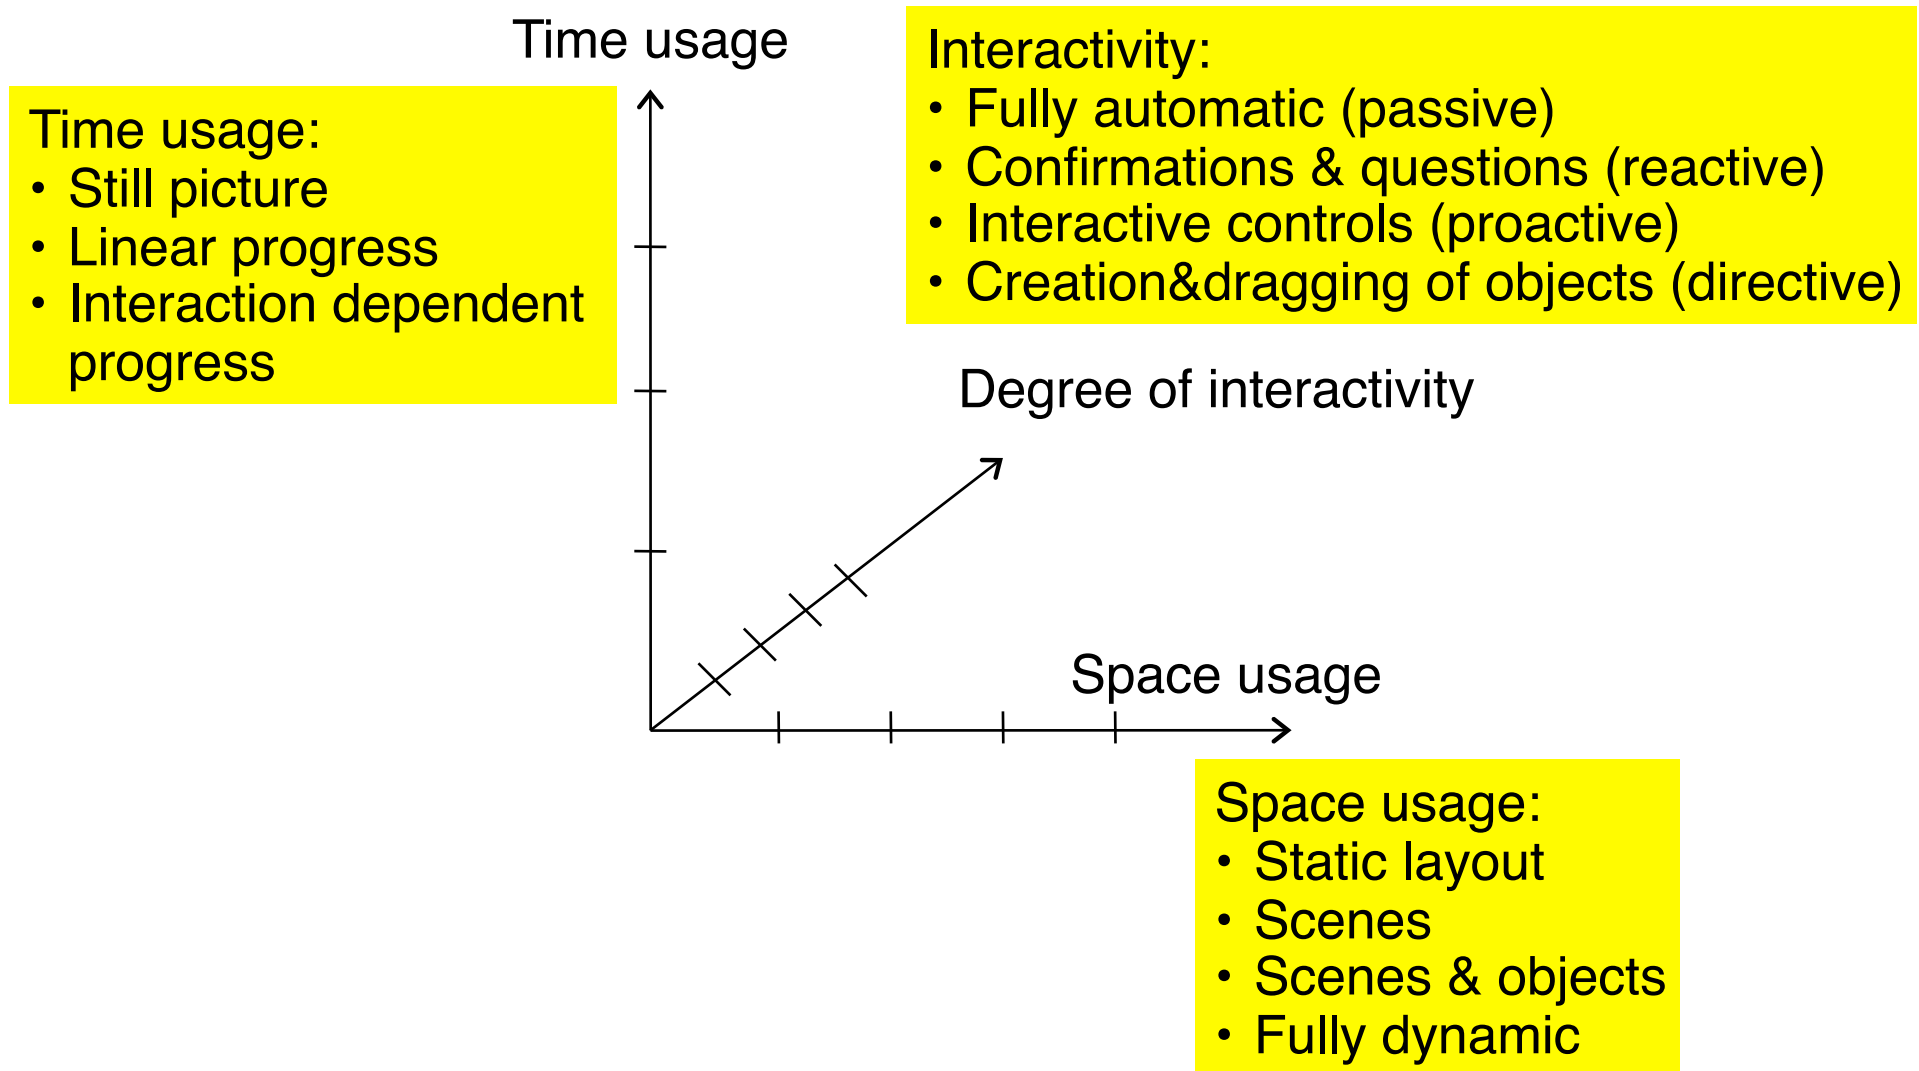 Time usage
Time usage:
• Still picture
• Linear progress
• Interaction dependent
progress
Interactivity:
• Fully automatic (passive)
• Confirmations & questions (reactive)
• Interactive controls (proactive)
• Creation&dragging of objects (directive)
Degree of interactivity
Space usage
Space usage:
• Static layout
• Scenes
• Scenes & objects
• Fully dynamic